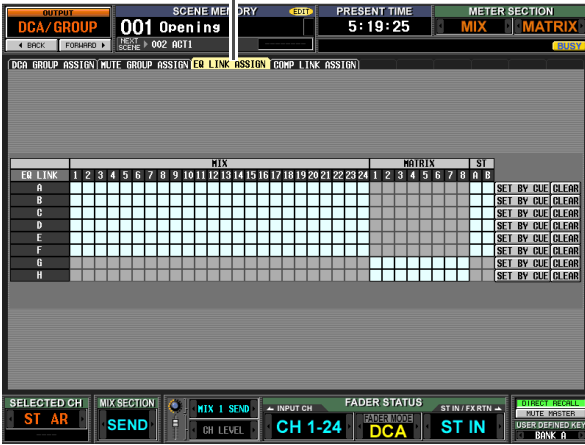 OUTPUT
DCA/GROUP
BACK FORWARD
SCENE MEMORY EDIT
001 Opening
NEXT SCENE 002 ACT1
PRESENT TIME
5:19:25
METER SECTION
MIX MATRIX
BUSY
DCA GROUP ASSIGN MUTE GROUP ASSIGN EQ LINK ASSIGN COMP LINK ASSIGN
MIX MATRIX ST
EQ LINK 1 2 3 4 5 6 7 8 9 10 11 12 13 14 15 16 17 18 19 20 21 22 23 24 1 2 3 4 5 6 7 8 A B
A SET BY CUE CLEAR
B SET BY CUE CLEAR
C SET BY CUE CLEAR
D SET BY CUE CLEAR
E SET BY CUE CLEAR
F SET BY CUE CLEAR
G SET BY CUE CLEAR
H SET BY CUE CLEAR
SELECTED CH
ST AR
MIX SECTION
SEND
MIX 1 SEND
CH LEVEL
FADER STATUS
INPUT CH
CH 1-24
FADER MODE
DCA
ST IN / FX RTN
ST IN
DIRECT RECALL
MUTE MASTER
USER DEFINED KEY
BANK A